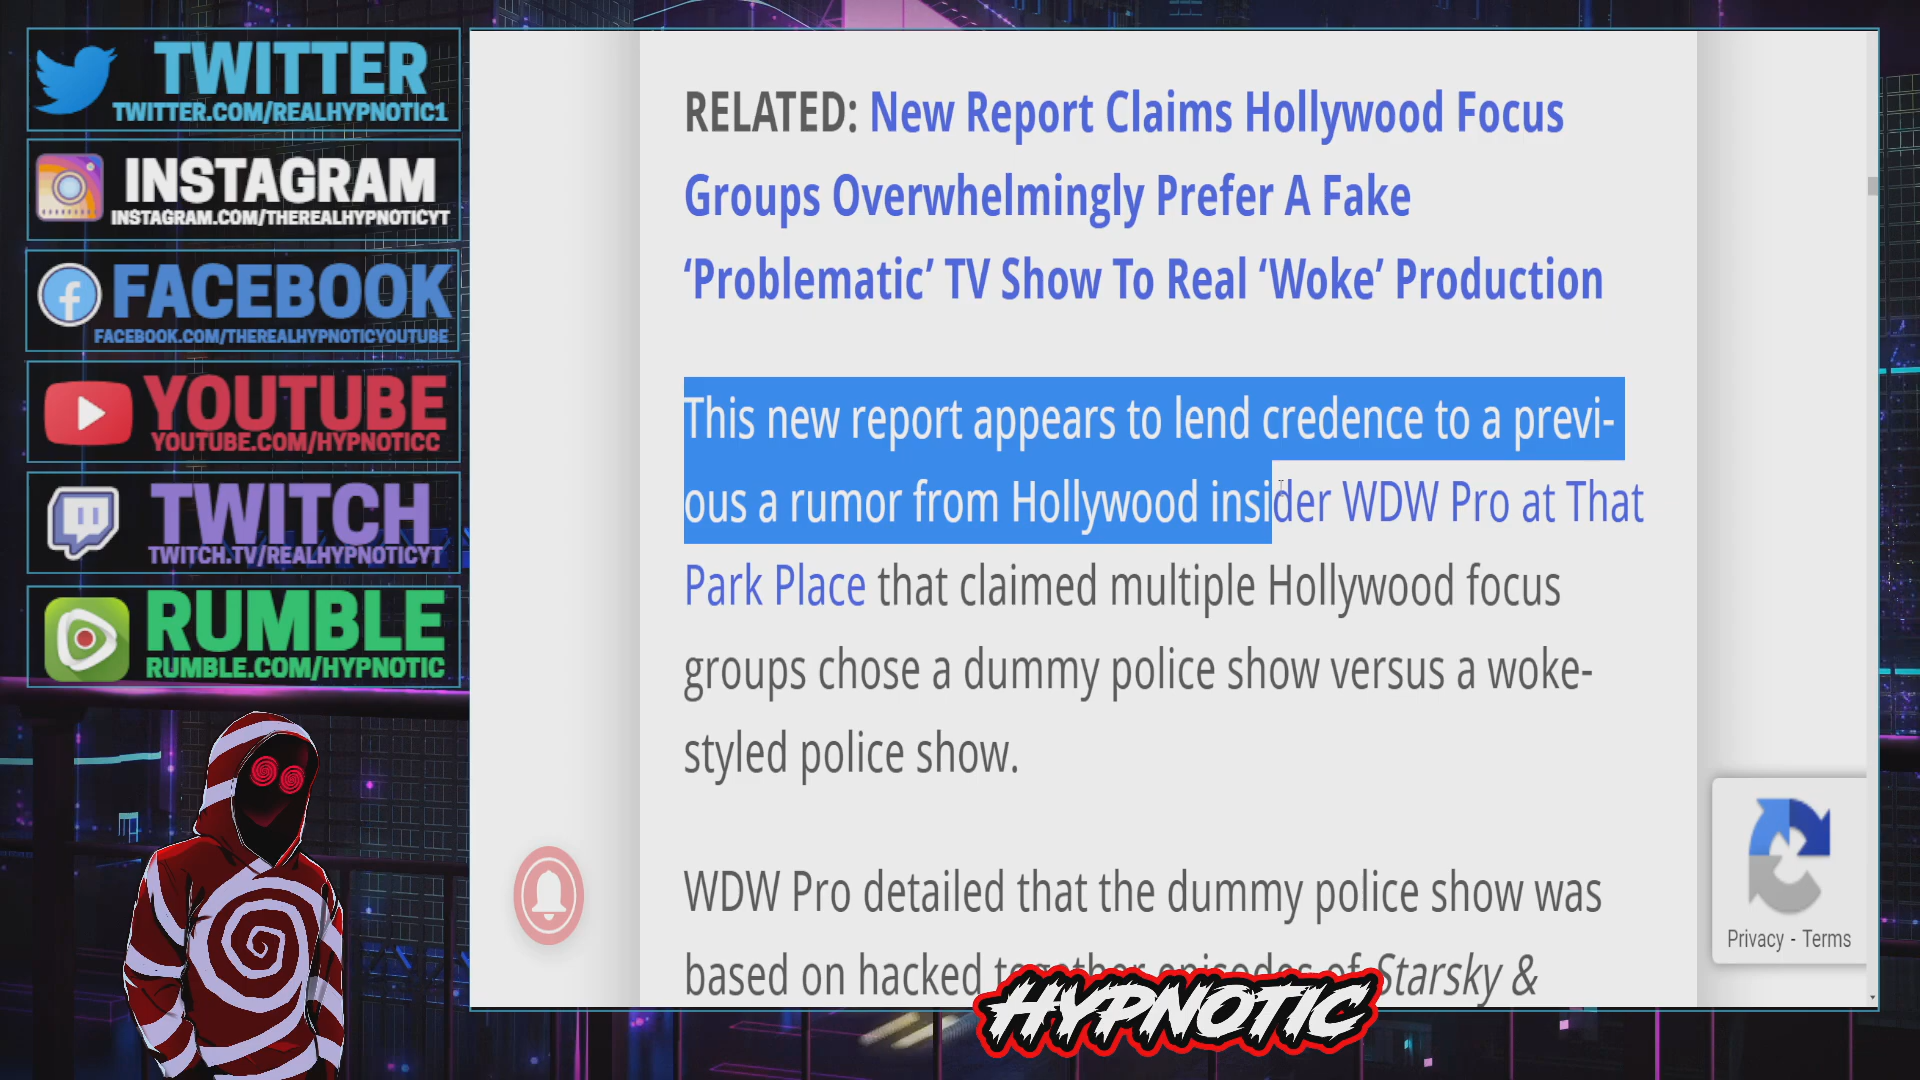 TWITTER
TWITTER.COM/REALHYPNOTIC1
INSTAGRAM
INSTAGRAM.COM/THEREALHYPNOTICYT
FACEBOOK
FACEBOOK.COM/THEREALHYPNOTICYOUTUBE
YOUTUBE
YOUTUBE.COM/HYPNOTICC
TWITCH
TWITCH.TV/REALHYPNOTICYT
RUMBLE
RUMBLE.COM/HYPNOTIC
RELATED: New Report Claims Hollywood Focus
Groups Overwhelmingly Prefer A Fake
‘Problematic’ TV Show To Real ‘Woke’ Production
This new report appears to lend credence to a previ-
ous a rumor from Hollywood insider WDW Pro at That
Park Place that claimed multiple Hollywood focus
groups chose a dummy police show versus a woke-
styled police show.
WDW Pro detailed that the dummy police show was
based on hacked together episodes of Starsky &
Privacy - Terms
HYPNOTIC